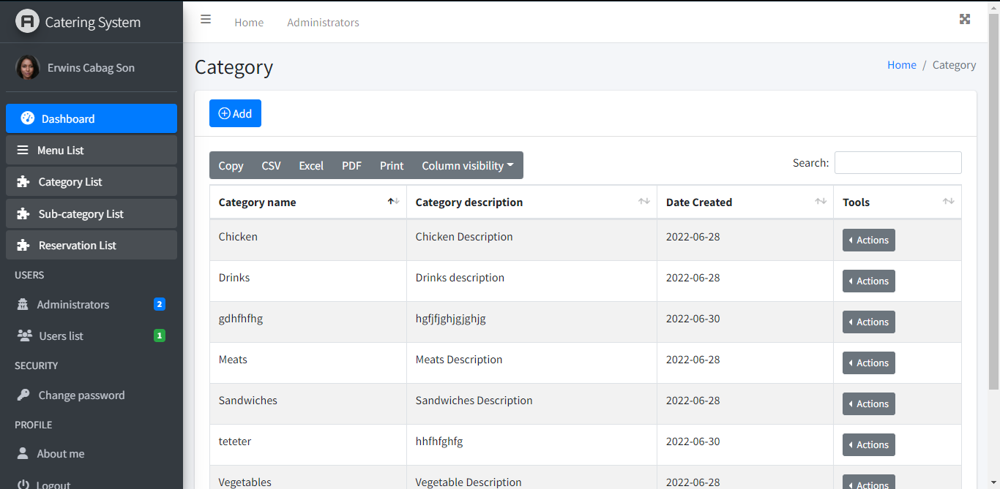 Catering System
Home Administrators
Erwins Cabag Son
Category
Home / Category
Dashboard
Menu List
Category List
Sub-category List
Reservation List
USERS
Administrators 2
Users list 1
SECURITY
Change password
PROFILE
About me
Logout
Add
Copy CSV Excel PDF Print Column visibility
Search:
Category name Category description Date Created Tools
Chicken Chicken Description 2022-06-28 Actions
Drinks Drinks description 2022-06-28 Actions
gdhfhfhg hgfjfjghjgjghjg 2022-06-30 Actions
Meats Meats Description 2022-06-28 Actions
Sandwiches Sandwiches Description 2022-06-28 Actions
teteter hhfhfghfg 2022-06-30 Actions
Vegetables Vegetable Description 2022-06-28 Actions